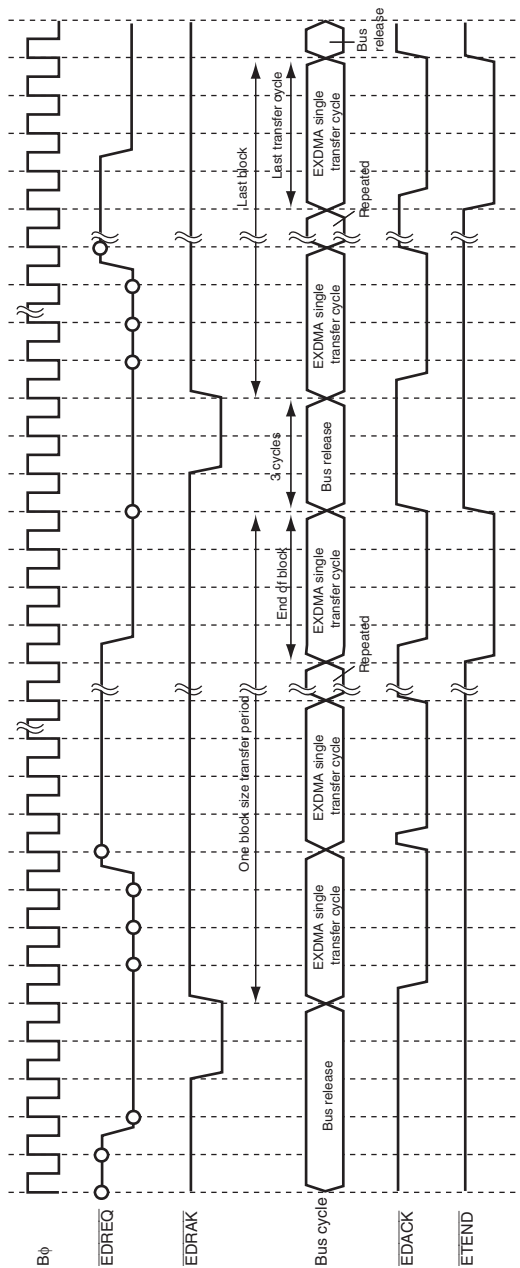 Bϕ
EDREQ
EDRAK
One block size transfer period
End of block
3 cycles
Last block
Last transfer cycle
Bus cycle
Bus release
EXDMA single
transfer cycle
EXDMA single
transfer cycle
Repeated
EXDMA single
transfer cycle
Bus release
EXDMA single
transfer cycle
Repeated
EXDMA single
transfer cycle
Bus
release
EDACK
ETEND